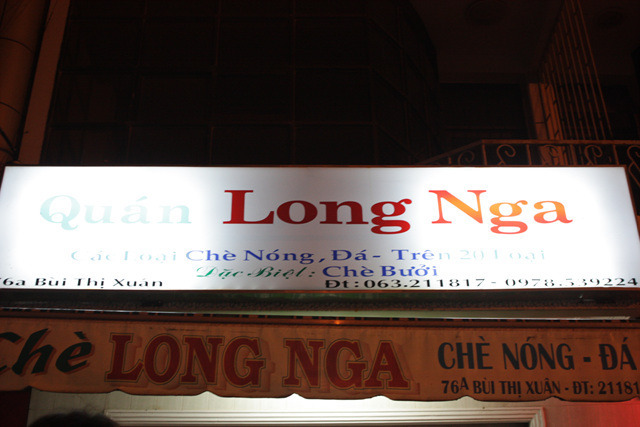 Quán Long Nga
Các Loại Chè Nóng, Đá - Trên 20 Loại
Đặc Biệt: Chè Bưởi
76a Bùi Thị Xuân Đt: 063.211817 - 0978.539224
Chè LONG NGA CHÈ NÓNG - ĐÁ
76A BÙI THỊ XUÂN - ĐT: 21181